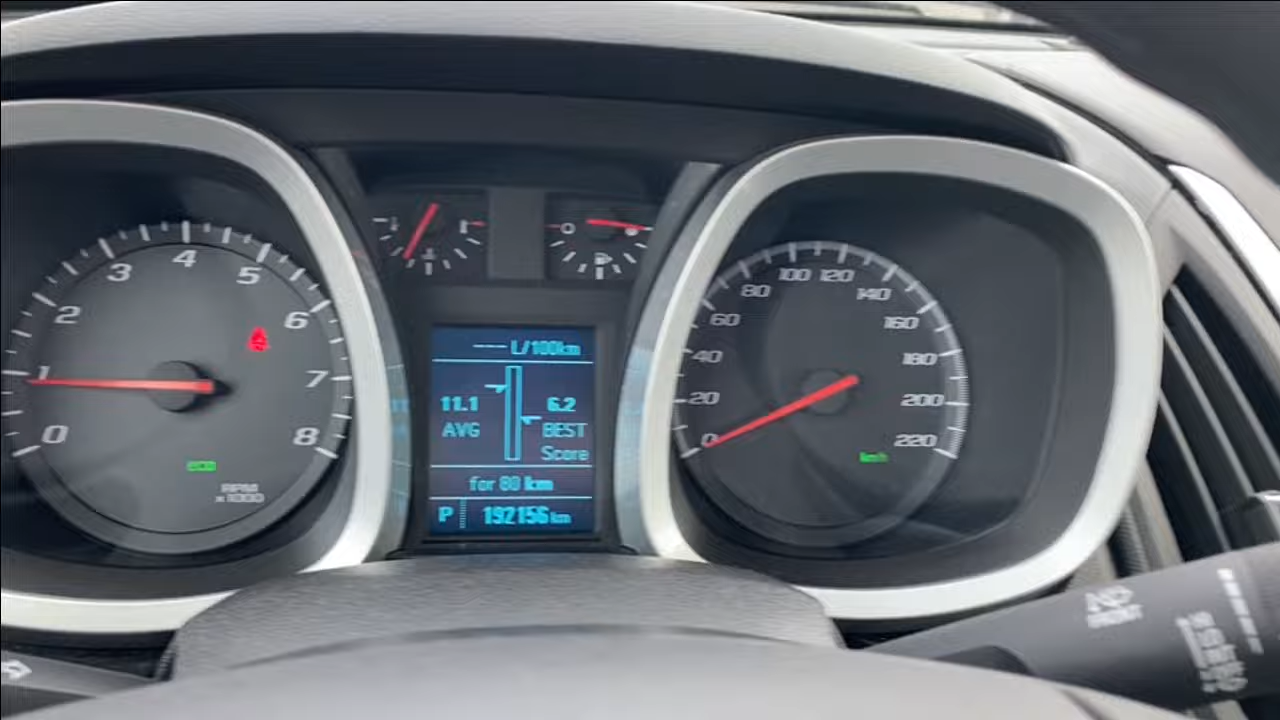 0
1
2
3
4
5
6
7
8
eco
RPM
x1000
--- L/100km
11.1
AVG
6.2
BEST
Score
for 80 km
P 192156 km
0
20
40
60
80
100
120
140
160
180
200
220
km/h